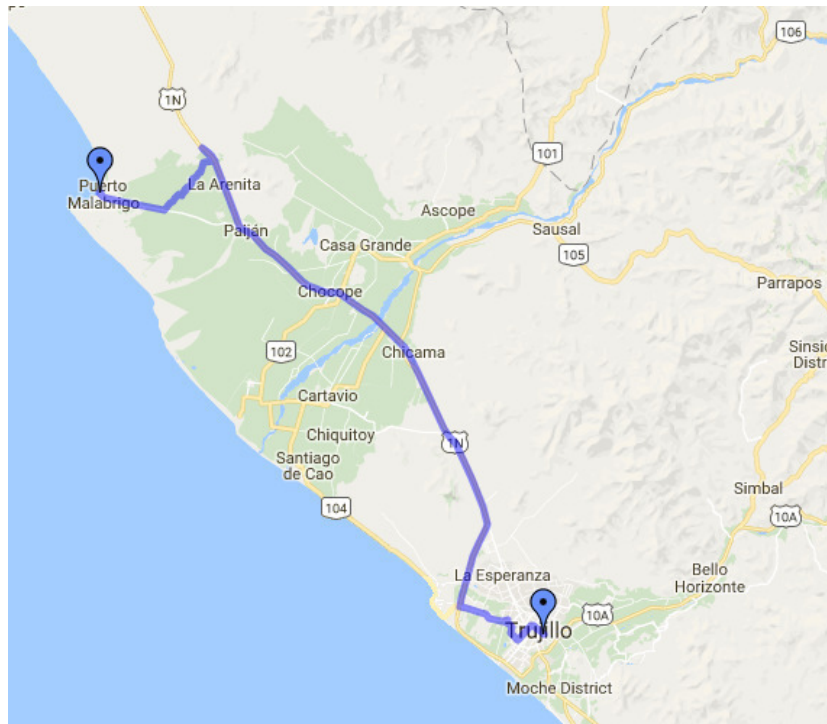 106
1N
101
Puerto
Malabrigo
La Arenita
Ascope
Paiján
Casa Grande
Sausal
105
Parrapos
Chocope
102
Chicama
Cartavio
Chiquitoy
1N
Santiago
de Cao
104
Simbal
10A
La Esperanza
Bello
Horizonte
10A
Trujillo
Moche District